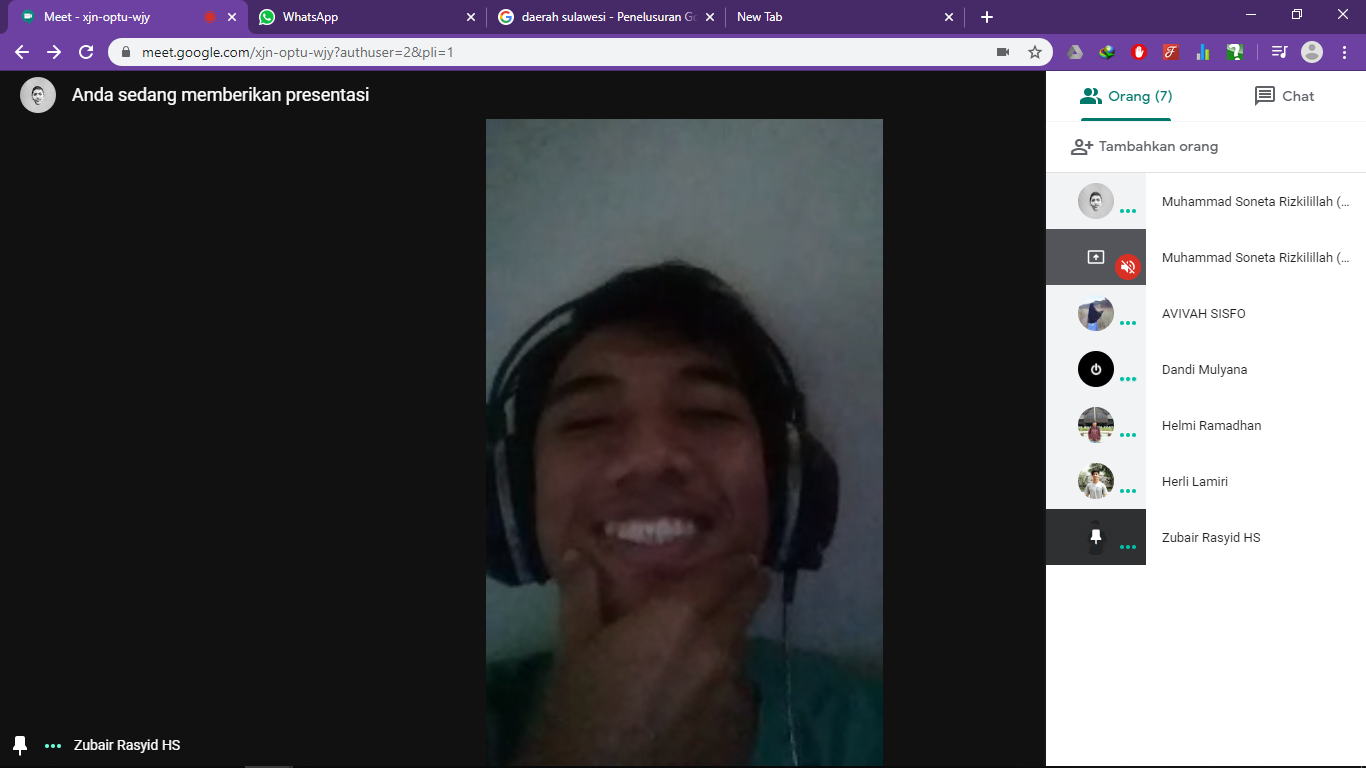 Meet - xjn-optu-wjy
WhatsApp
daerah sulawesi - Penelusuran Go
New Tab
meet.google.com/xjn-optu-wjy?authuser=2&pli=1
Anda sedang memberikan presentasi
Orang (7)
Chat
Tambahkan orang
Muhammad Soneta Rizkilillah (...
Muhammad Soneta Rizkilillah (...
AVIVAH SISFO
Dandi Mulyana
Helmi Ramadhan
Herli Lamiri
Zubair Rasyid HS
Zubair Rasyid HS